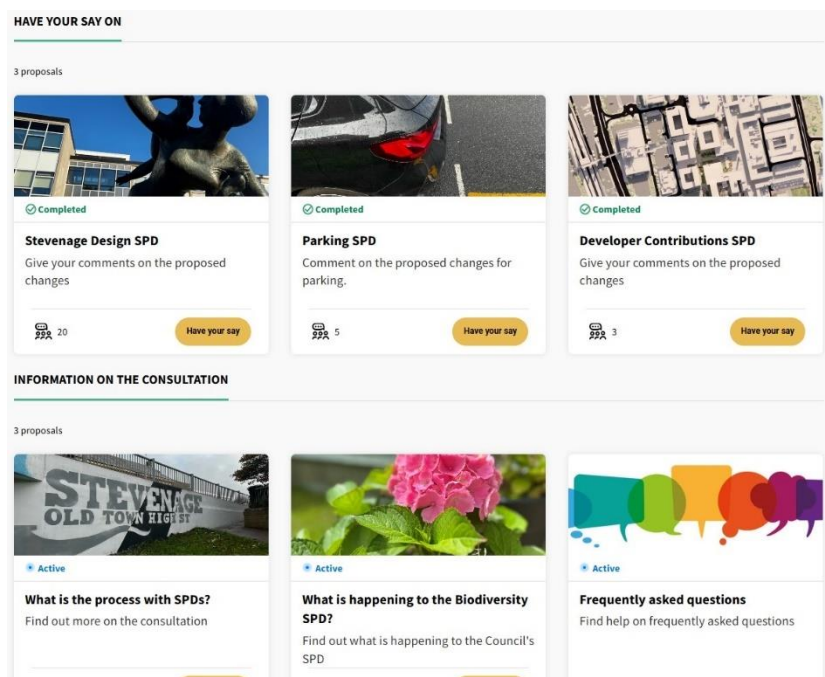 HAVE YOUR SAY ON
3 proposals
Completed
Stevenage Design SPD
Give your comments on the proposed
changes
20
Have your say
Completed
Parking SPD
Comment on the proposed changes for
parking.
5
Have your say
Completed
Developer Contributions SPD
Give your comments on the proposed
changes
3
Have your say
INFORMATION ON THE CONSULTATION
3 proposals
STEVENAGE
OLD TOWN HIGH ST
Active
What is the process with SPDs?
Find out more on the consultation
Active
What is happening to the Biodiversity
SPD?
Find out what is happening to the Council's
SPD
Active
Frequently asked questions
Find help on frequently asked questions